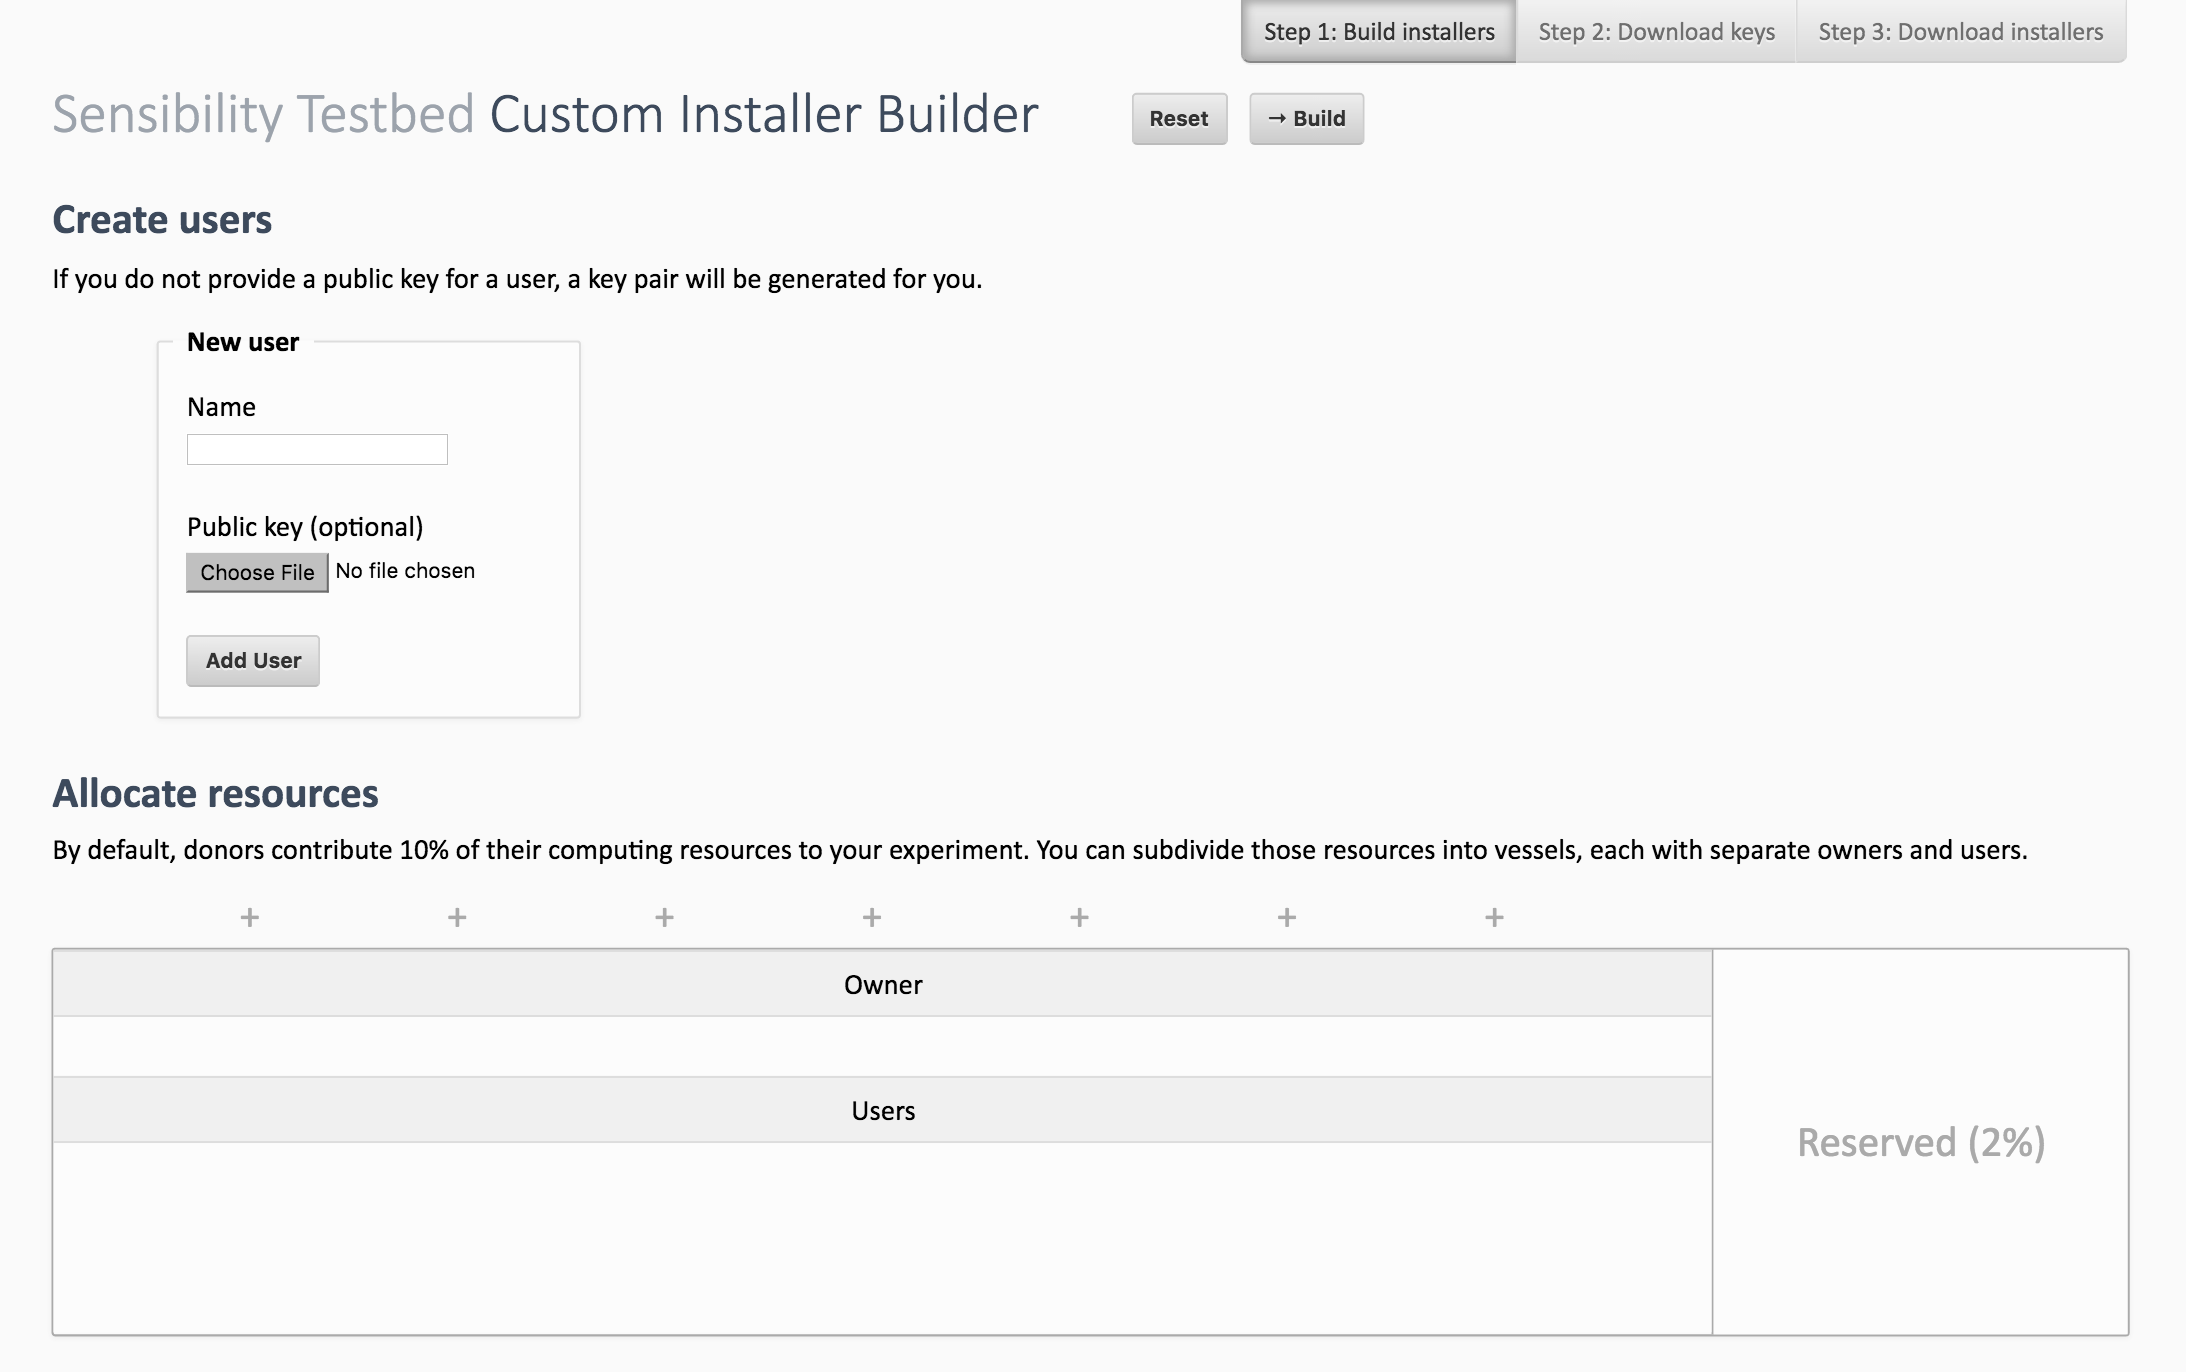 Step 1: Build installers Step 2: Download keys Step 3: Download installers
Sensibility Testbed Custom Installer Builder Reset → Build
Create users
If you do not provide a public key for a user, a key pair will be generated for you.
New user
Name
Public key (optional)
Choose File No file chosen
Add User
Allocate resources
By default, donors contribute 10% of their computing resources to your experiment. You can subdivide those resources into vessels, each with separate owners and users.
+ + + + + + +
Owner
Users
Reserved (2%)